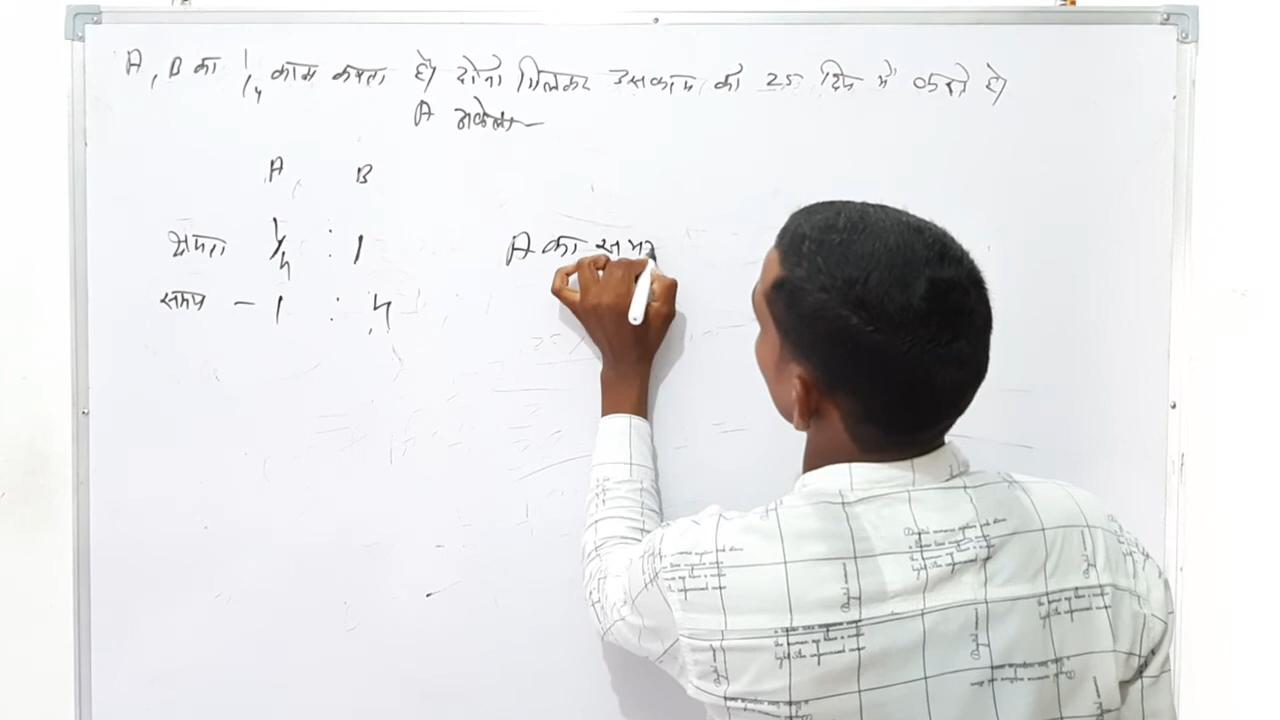 A, B का 1/4 काम करता है। दोनों मिलकर उस काम को 25 दिन में करते है।
A अकेला —
A, B
क्षमता 1/4 : 1
समय — 1 : 4
A का समय